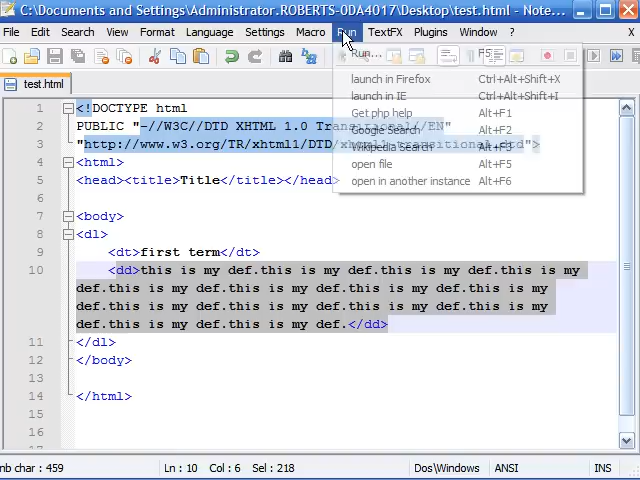 C:\Documents and Settings\Administrator.ROBERTS-0DA4017\Desktop\test.html - Note...
File Edit Search View Format Language Settings Macro Run TextFX Plugins Window ? X
test.html
Run... F5
launch in Firefox Ctrl+Alt+Shift+X
launch in IE Ctrl+Alt+Shift+I
Get php help Alt+F1
Google Search Alt+F2
Wikipedia Search Alt+F3
open file Alt+F5
open in another instance Alt+F6
1 <!DOCTYPE html
2 PUBLIC "-//W3C//DTD XHTML 1.0 Transitional//EN"
3 "http://www.w3.org/TR/xhtml1/DTD/xhtml1-transitional.dtd">
4 <html>
5 <head><title>Title</title></head>
6
7 <body>
8 <dl>
9 <dt>first term</dt>
10 <dd>this is my def.this is my def.this is my def.this is my
def.this is my def.this is my def.this is my def.this is my
def.this is my def.this is my def.this is my def.this is my
def.this is my def.this is my def.</dd>
11 </dl>
12 </body>
13
14 </html>
15
16
17
nb char : 459 Ln : 10 Col : 6 Sel : 218 Dos\Windows ANSI INS